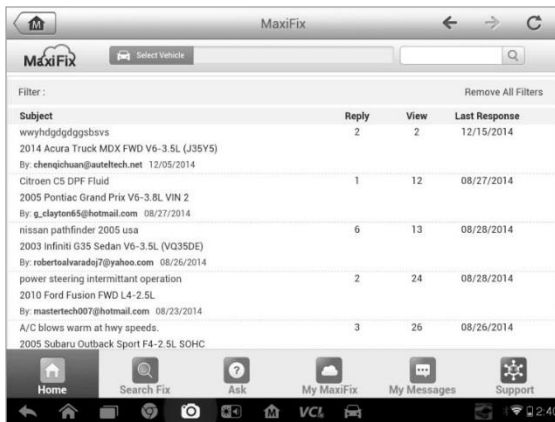 MaxiFix
MaxiFix Select Vehicle
Filter : Remove All Filters
Subject Reply View Last Response
wwyhdgdgdggsbsvs 2 2 12/15/2014
2014 Acura Truck MDX FWD V6-3.5L (J35Y5)
By: chenqichuan@auteltech.net 12/05/2014
Citroen C5 DPF Fluid 1 12 08/27/2014
2005 Pontiac Grand Prix V6-3.8L VIN 2
By: g_clayton65@hotmail.com 08/27/2014
nissan pathfinder 2005 usa 6 13 08/28/2014
2003 Infiniti G35 Sedan V6-3.5L (VQ35DE)
By: robertoalvaradoj7@yahoo.com 08/26/2014
power steering intermittant operation 2 24 08/28/2014
2010 Ford Fusion FWD L4-2.5L
By: mastertech007@hotmail.com 08/23/2014
A/C blows warm at hwy speeds. 3 26 08/26/2014
2005 Subaru Outback Sport F4-2.5L SOHC
Home Search Fix Ask My MaxiFix My Messages Support
VCI 2:40